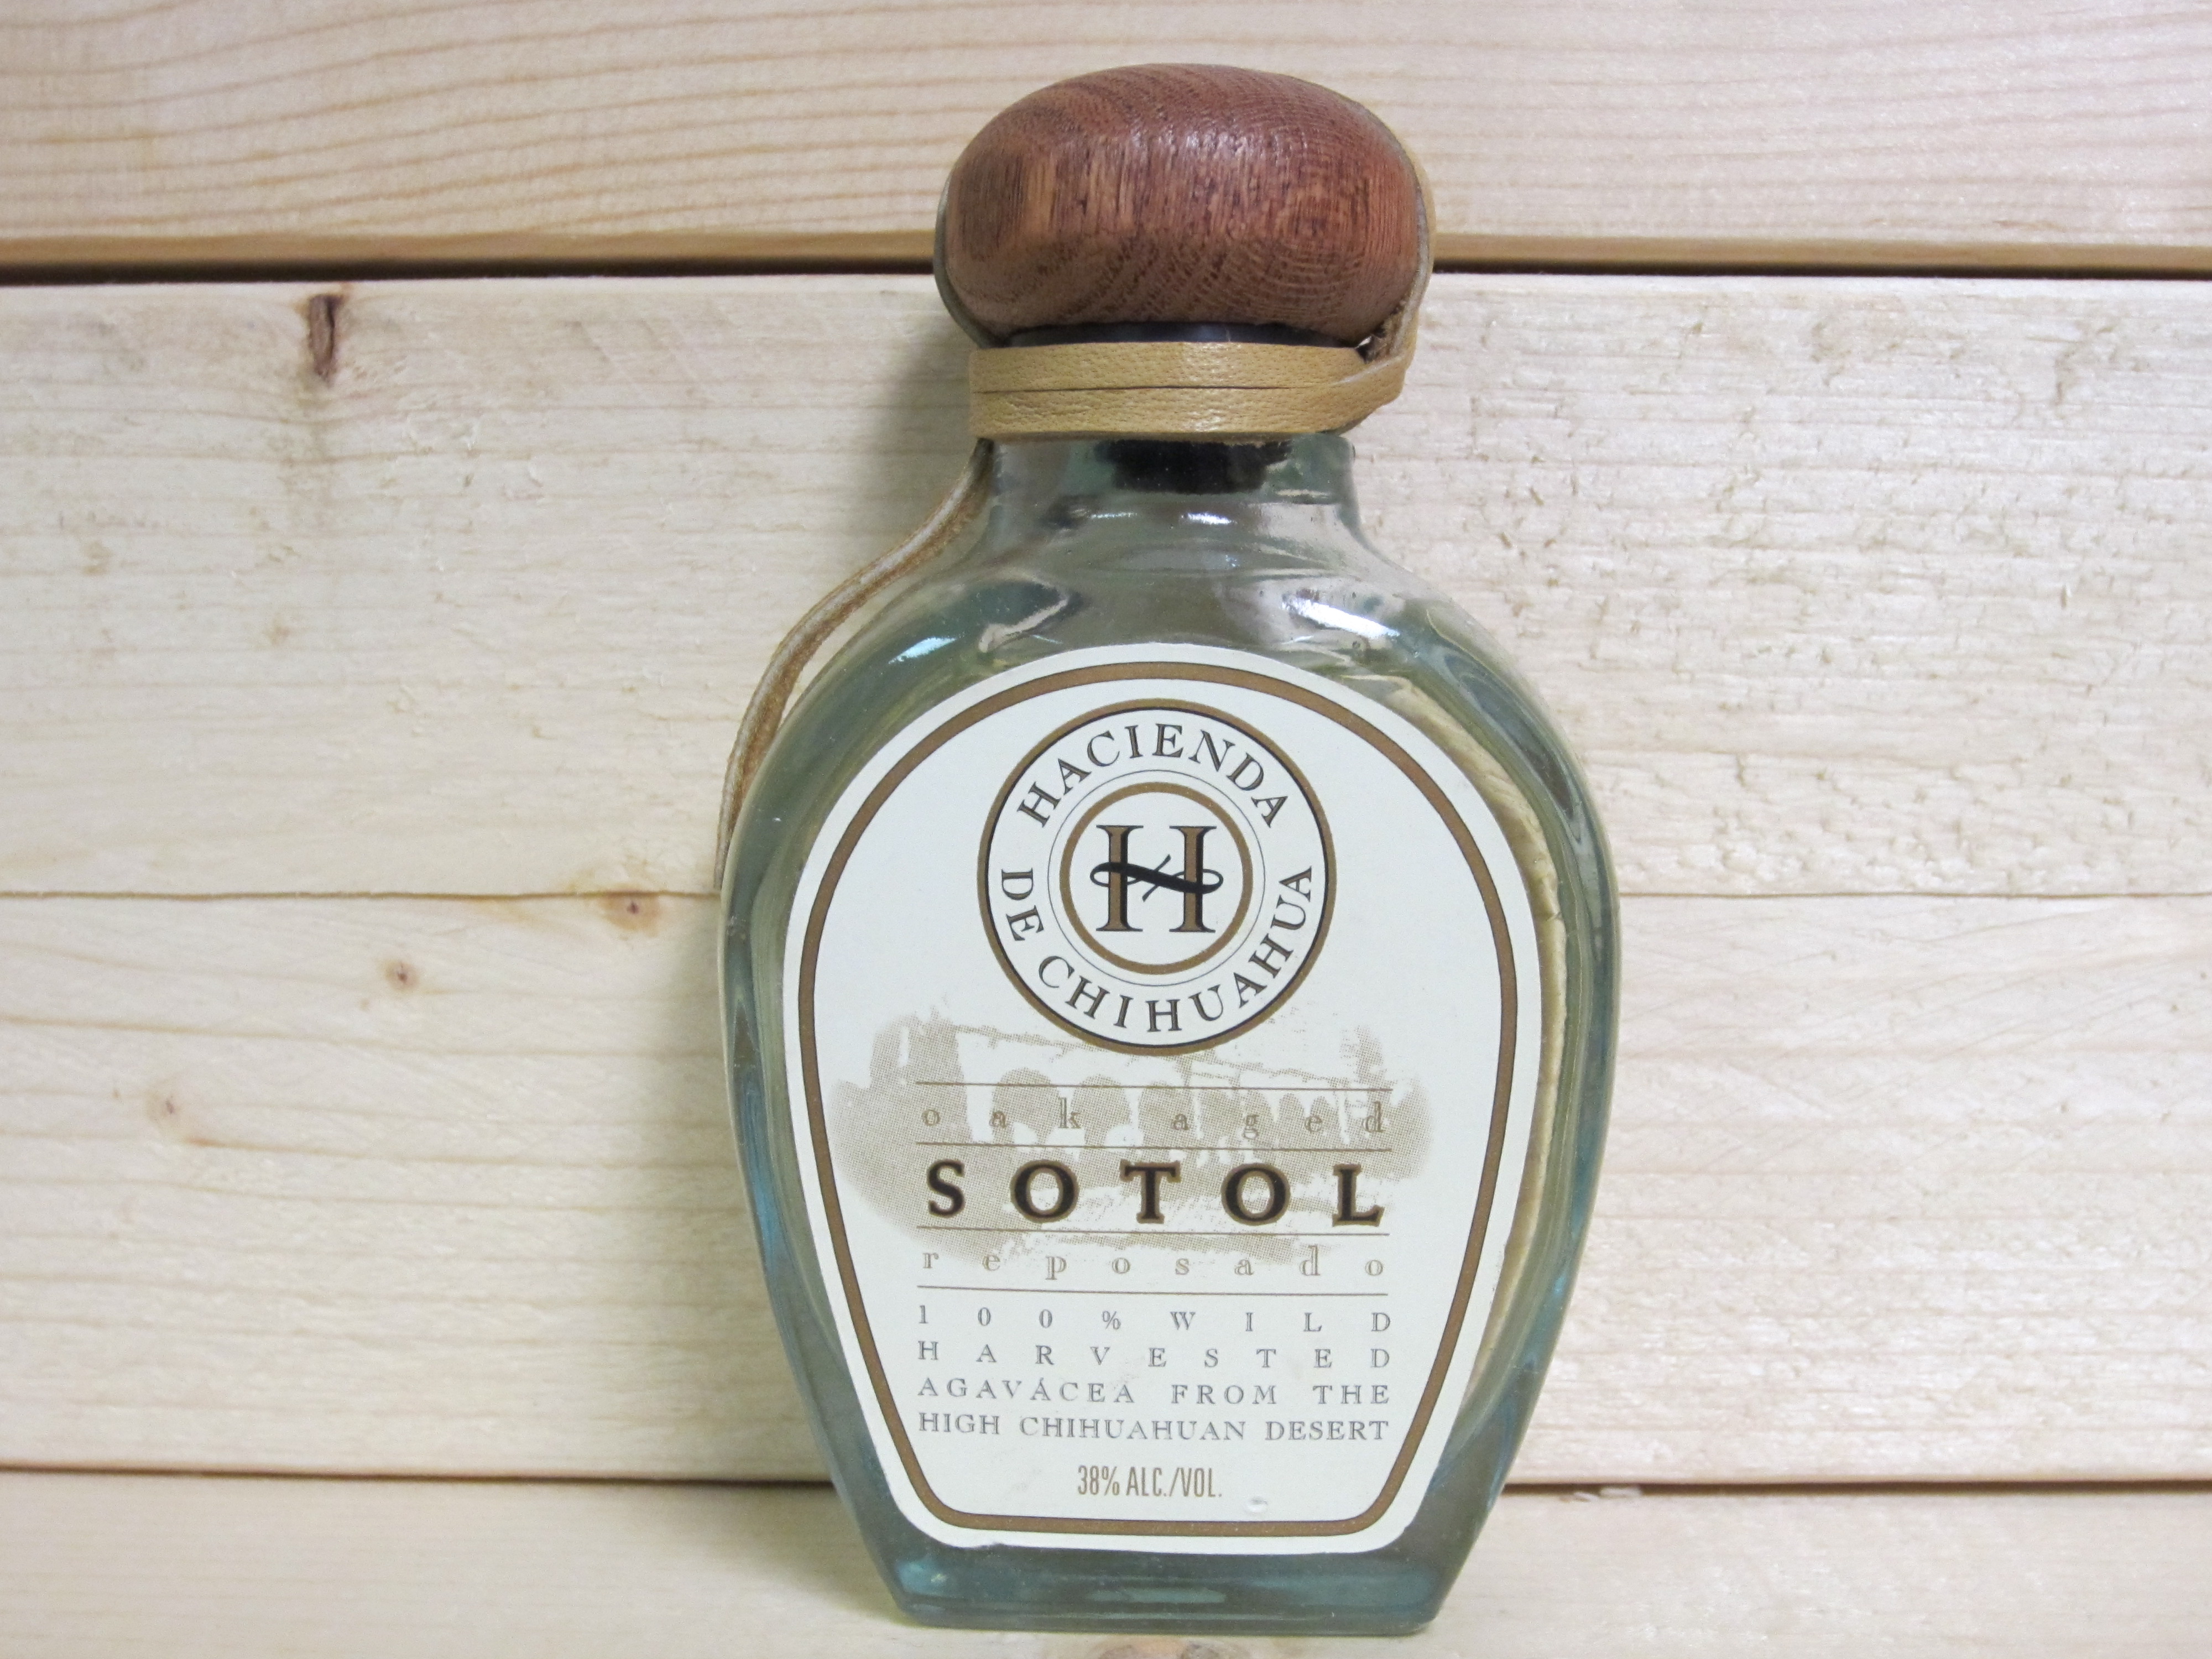 HACIENDA
DE CHIHUAHUA
H
oak aged
SOTOL
reposado
100% WILD
HARVESTED
AGAVÁCEA FROM THE
HIGH CHIHUAHUAN DESERT
38% ALC./VOL.